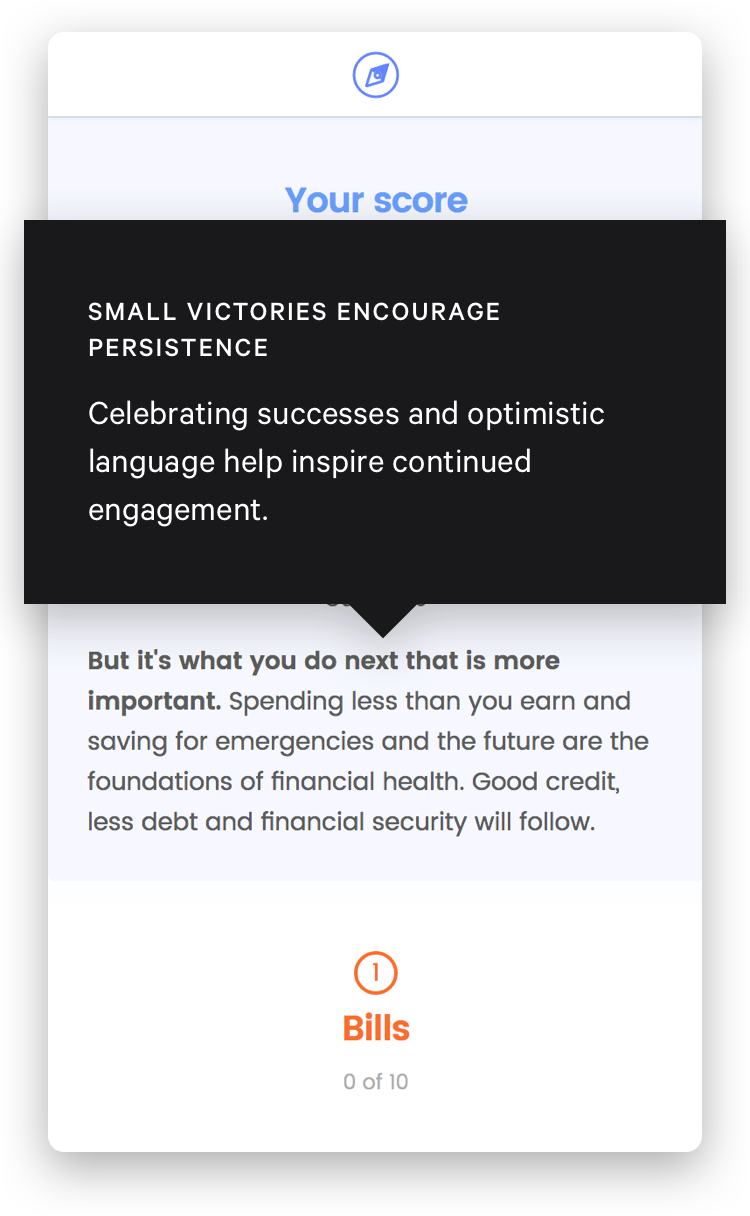 Your score
SMALL VICTORIES ENCOURAGE
PERSISTENCE
Celebrating successes and optimistic
language help inspire continued
engagement.
But it's what you do next that is more
important. Spending less than you earn and
saving for emergencies and the future are the
foundations of financial health. Good credit,
less debt and financial security will follow.
1
Bills
0 of 10